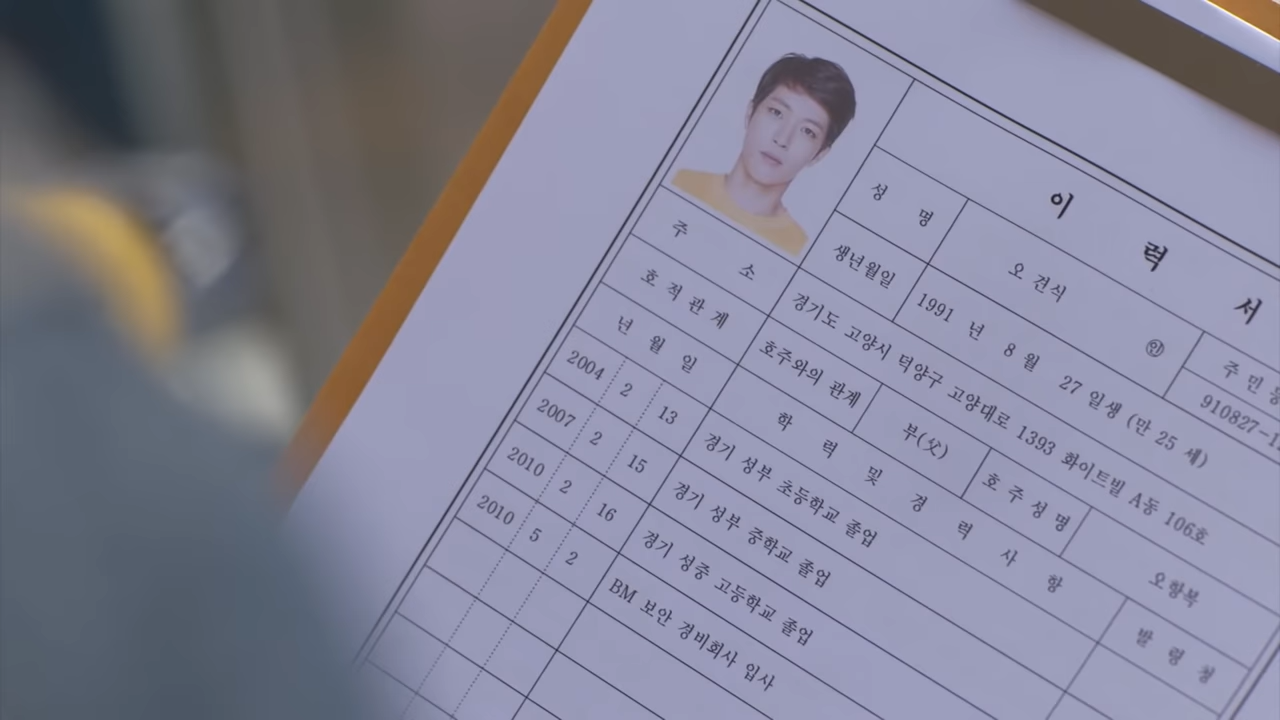 이 력 서
성 명 오 건식 ㊞ 주 민 등
생년월일 1991 년 8 월 27 일생 (만 25 세) 910827-1
주 소 경기도 고양시 덕양구 고양대로 1393 화이트빌 A동 106호
호 적 관 계 호주와의 관계 부(父) 호 주 성 명 오향복
년 월 일 학 력 및 경 력 사 항 발 령 청
2004 2 13 경기 성부 초등학교 졸업
2007 2 15 경기 성부 중학교 졸업
2010 2 16 경기 성중 고등학교 졸업
2010 5 2 BM 보안 경비회사 입사